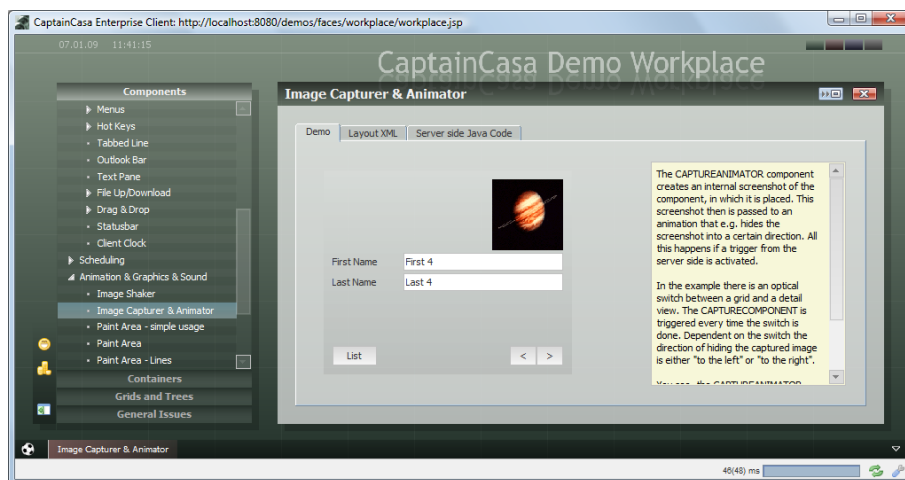 CaptainCasa Enterprise Client: http://localhost:8080/demos/faces/workplace/workplace.jsp
07.01.09 11:41:15
CaptainCasa Demo Workplace
Components
Menus
Hot Keys
Tabbed Line
Outlook Bar
Text Pane
File Up/Download
Drag & Drop
Statusbar
Client Clock
Scheduling
Animation & Graphics & Sound
Image Shaker
Image Capturer & Animator
Paint Area - simple usage
Paint Area
Paint Area - Lines
Containers
Grids and Trees
General Issues
Image Capturer & Animator
Demo Layout XML Server side Java Code
First Name First 4
Last Name Last 4
List < >
The CAPTUREANIMATOR component
creates an internal screenshot of the
component, in which it is placed. This
screenshot then is passed to an
animation that e.g. hides the
screenshot into a certain direction. All
this happens if a trigger from the
server side is activated.
In the example there is an optical
switch between a grid and a detail
view. The CAPTURECOMPONENT is
triggered every time the switch is
done. Dependent on the switch the
direction of hiding the captured image
is either "to the left" or "to the right".
You see, the CAPTUREANIMATOR
Image Capturer & Animator
46(48) ms